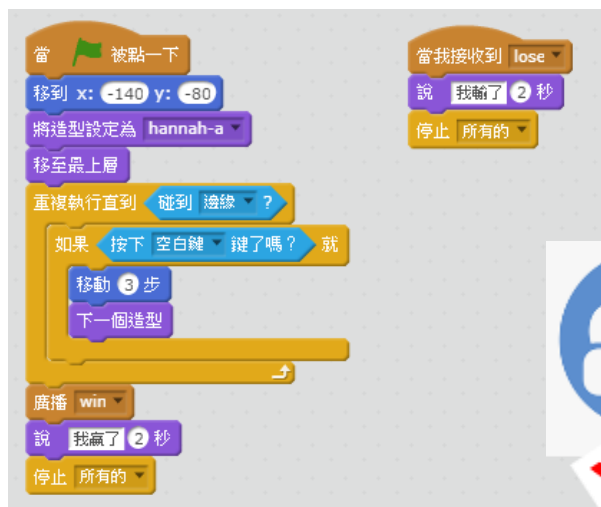 當 被點一下
移到 x: -140 y: -80
將造型設定為 hannah-a
移至最上層
重複執行直到 碰到 邊緣 ?
如果 按下 空白鍵 鍵了嗎? 就
移動 3 步
下一個造型
廣播 win
說 我贏了 2 秒
停止 所有的
當我接收到 lose
說 我輸了 2 秒
停止 所有的